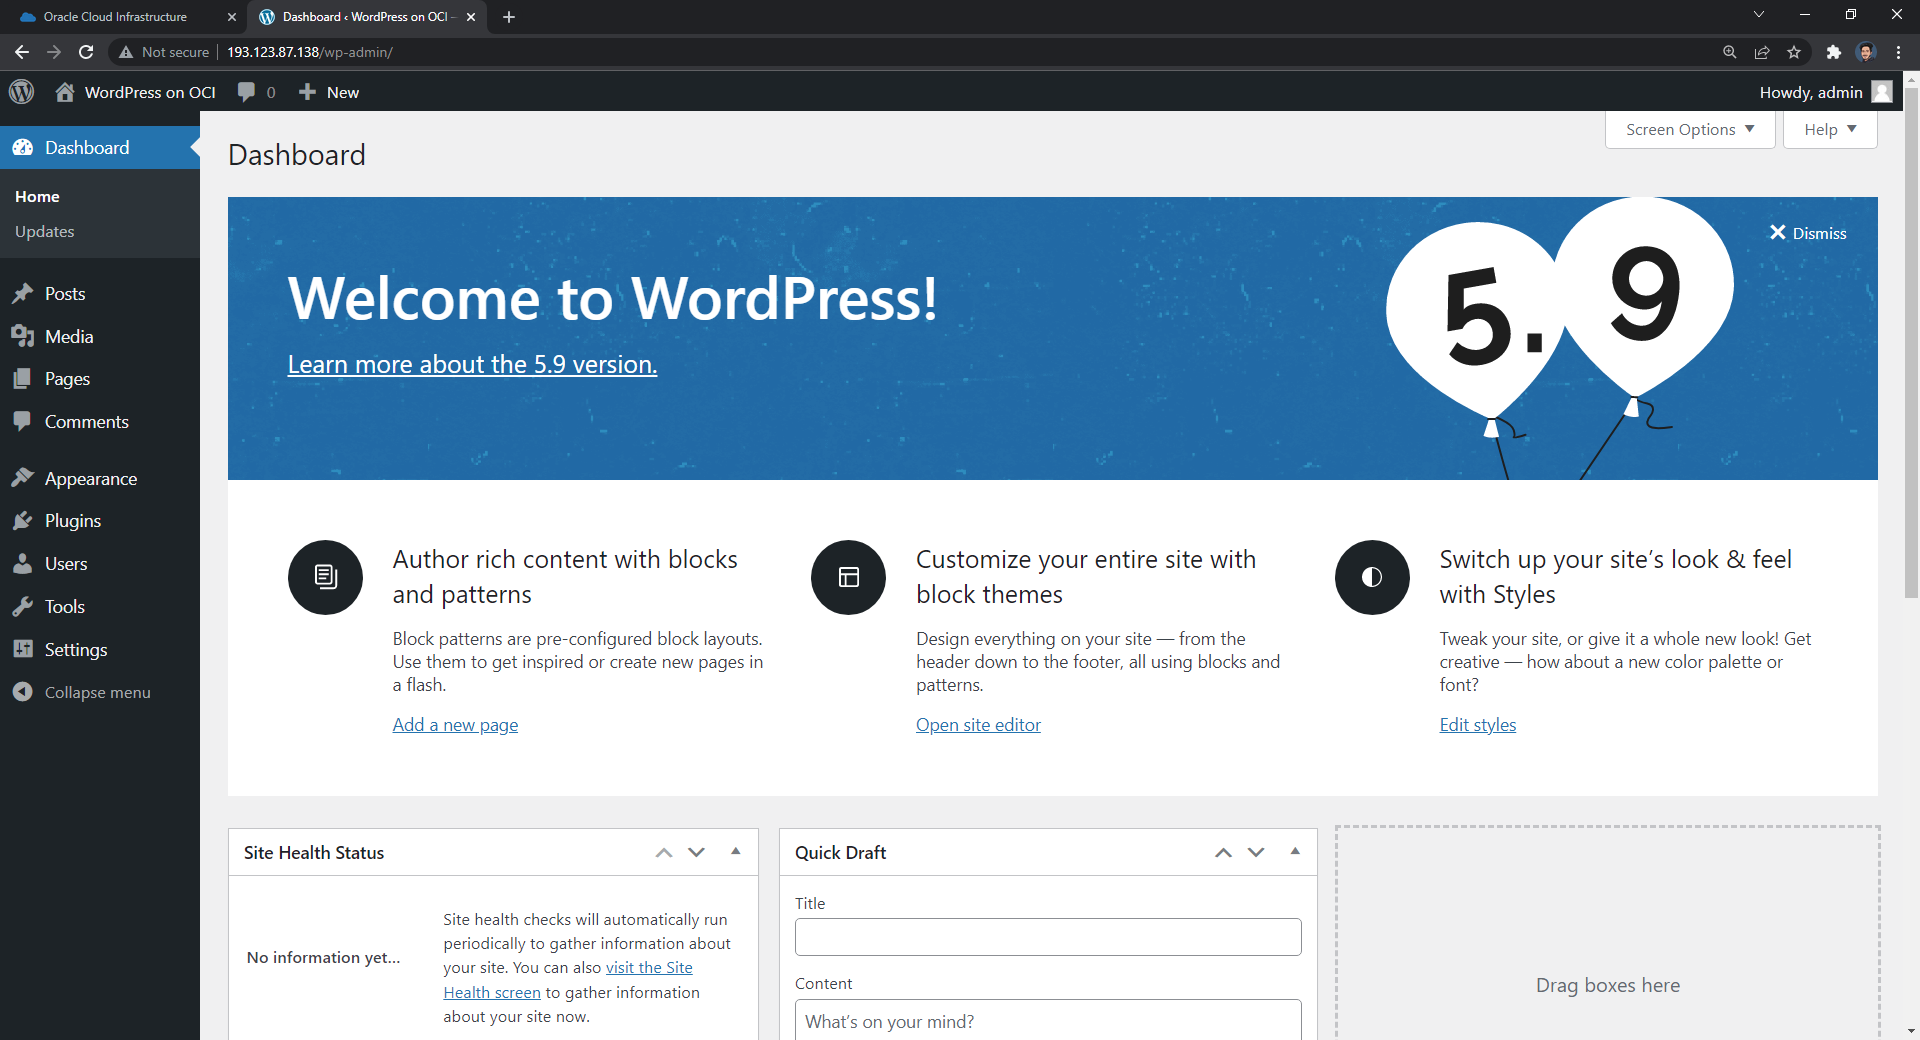 Oracle Cloud Infrastructure
Dashboard ‹ WordPress on OCI —
Not secure
193.123.87.138/wp-admin/
WordPress on OCI
0
New
Howdy, admin
Dashboard
Home
Updates
Posts
Media
Pages
Comments
Appearance
Plugins
Users
Tools
Settings
Collapse menu
Screen Options
Help
Dashboard
Dismiss
Welcome to WordPress!
Learn more about the 5.9 version.
5.9
Author rich content with blocks
and patterns
Block patterns are pre-configured block layouts.
Use them to get inspired or create new pages in
a flash.
Add a new page
Customize your entire site with
block themes
Design everything on your site — from the
header down to the footer, all using blocks and
patterns.
Open site editor
Switch up your site’s look & feel
with Styles
Tweak your site, or give it a whole new look! Get
creative — how about a new color palette or
font?
Edit styles
Site Health Status
No information yet…
Site health checks will automatically run
periodically to gather information about
your site. You can also visit the Site
Health screen to gather information
about your site now.
Quick Draft
Title
Content
What’s on your mind?
Drag boxes here